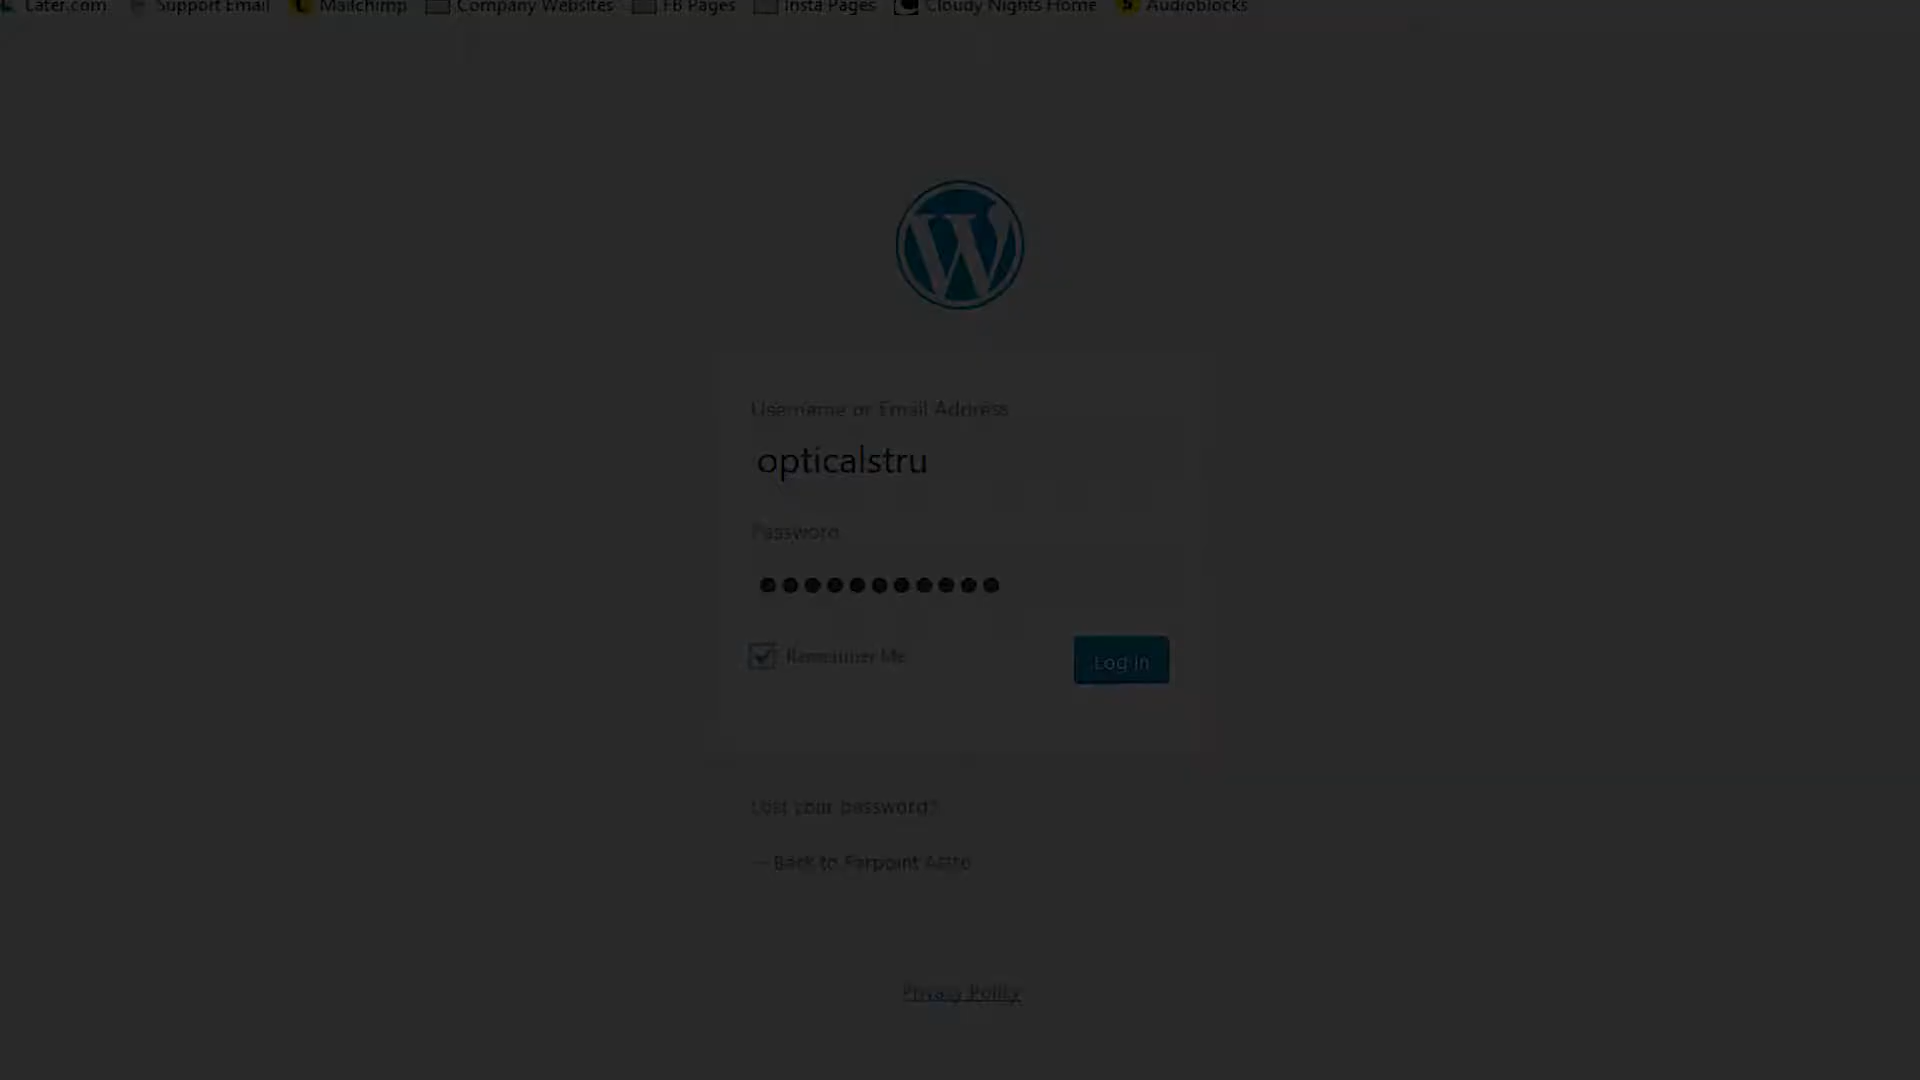 Later.com Support Email Mailchimp Company Websites FB Pages Insta Pages Cloudy Nights Home Audioblocks
Username or Email Address
opticalstru
Password
Remember Me
Log In
Lost your password?
← Back to Farpoint Astro
Privacy Policy